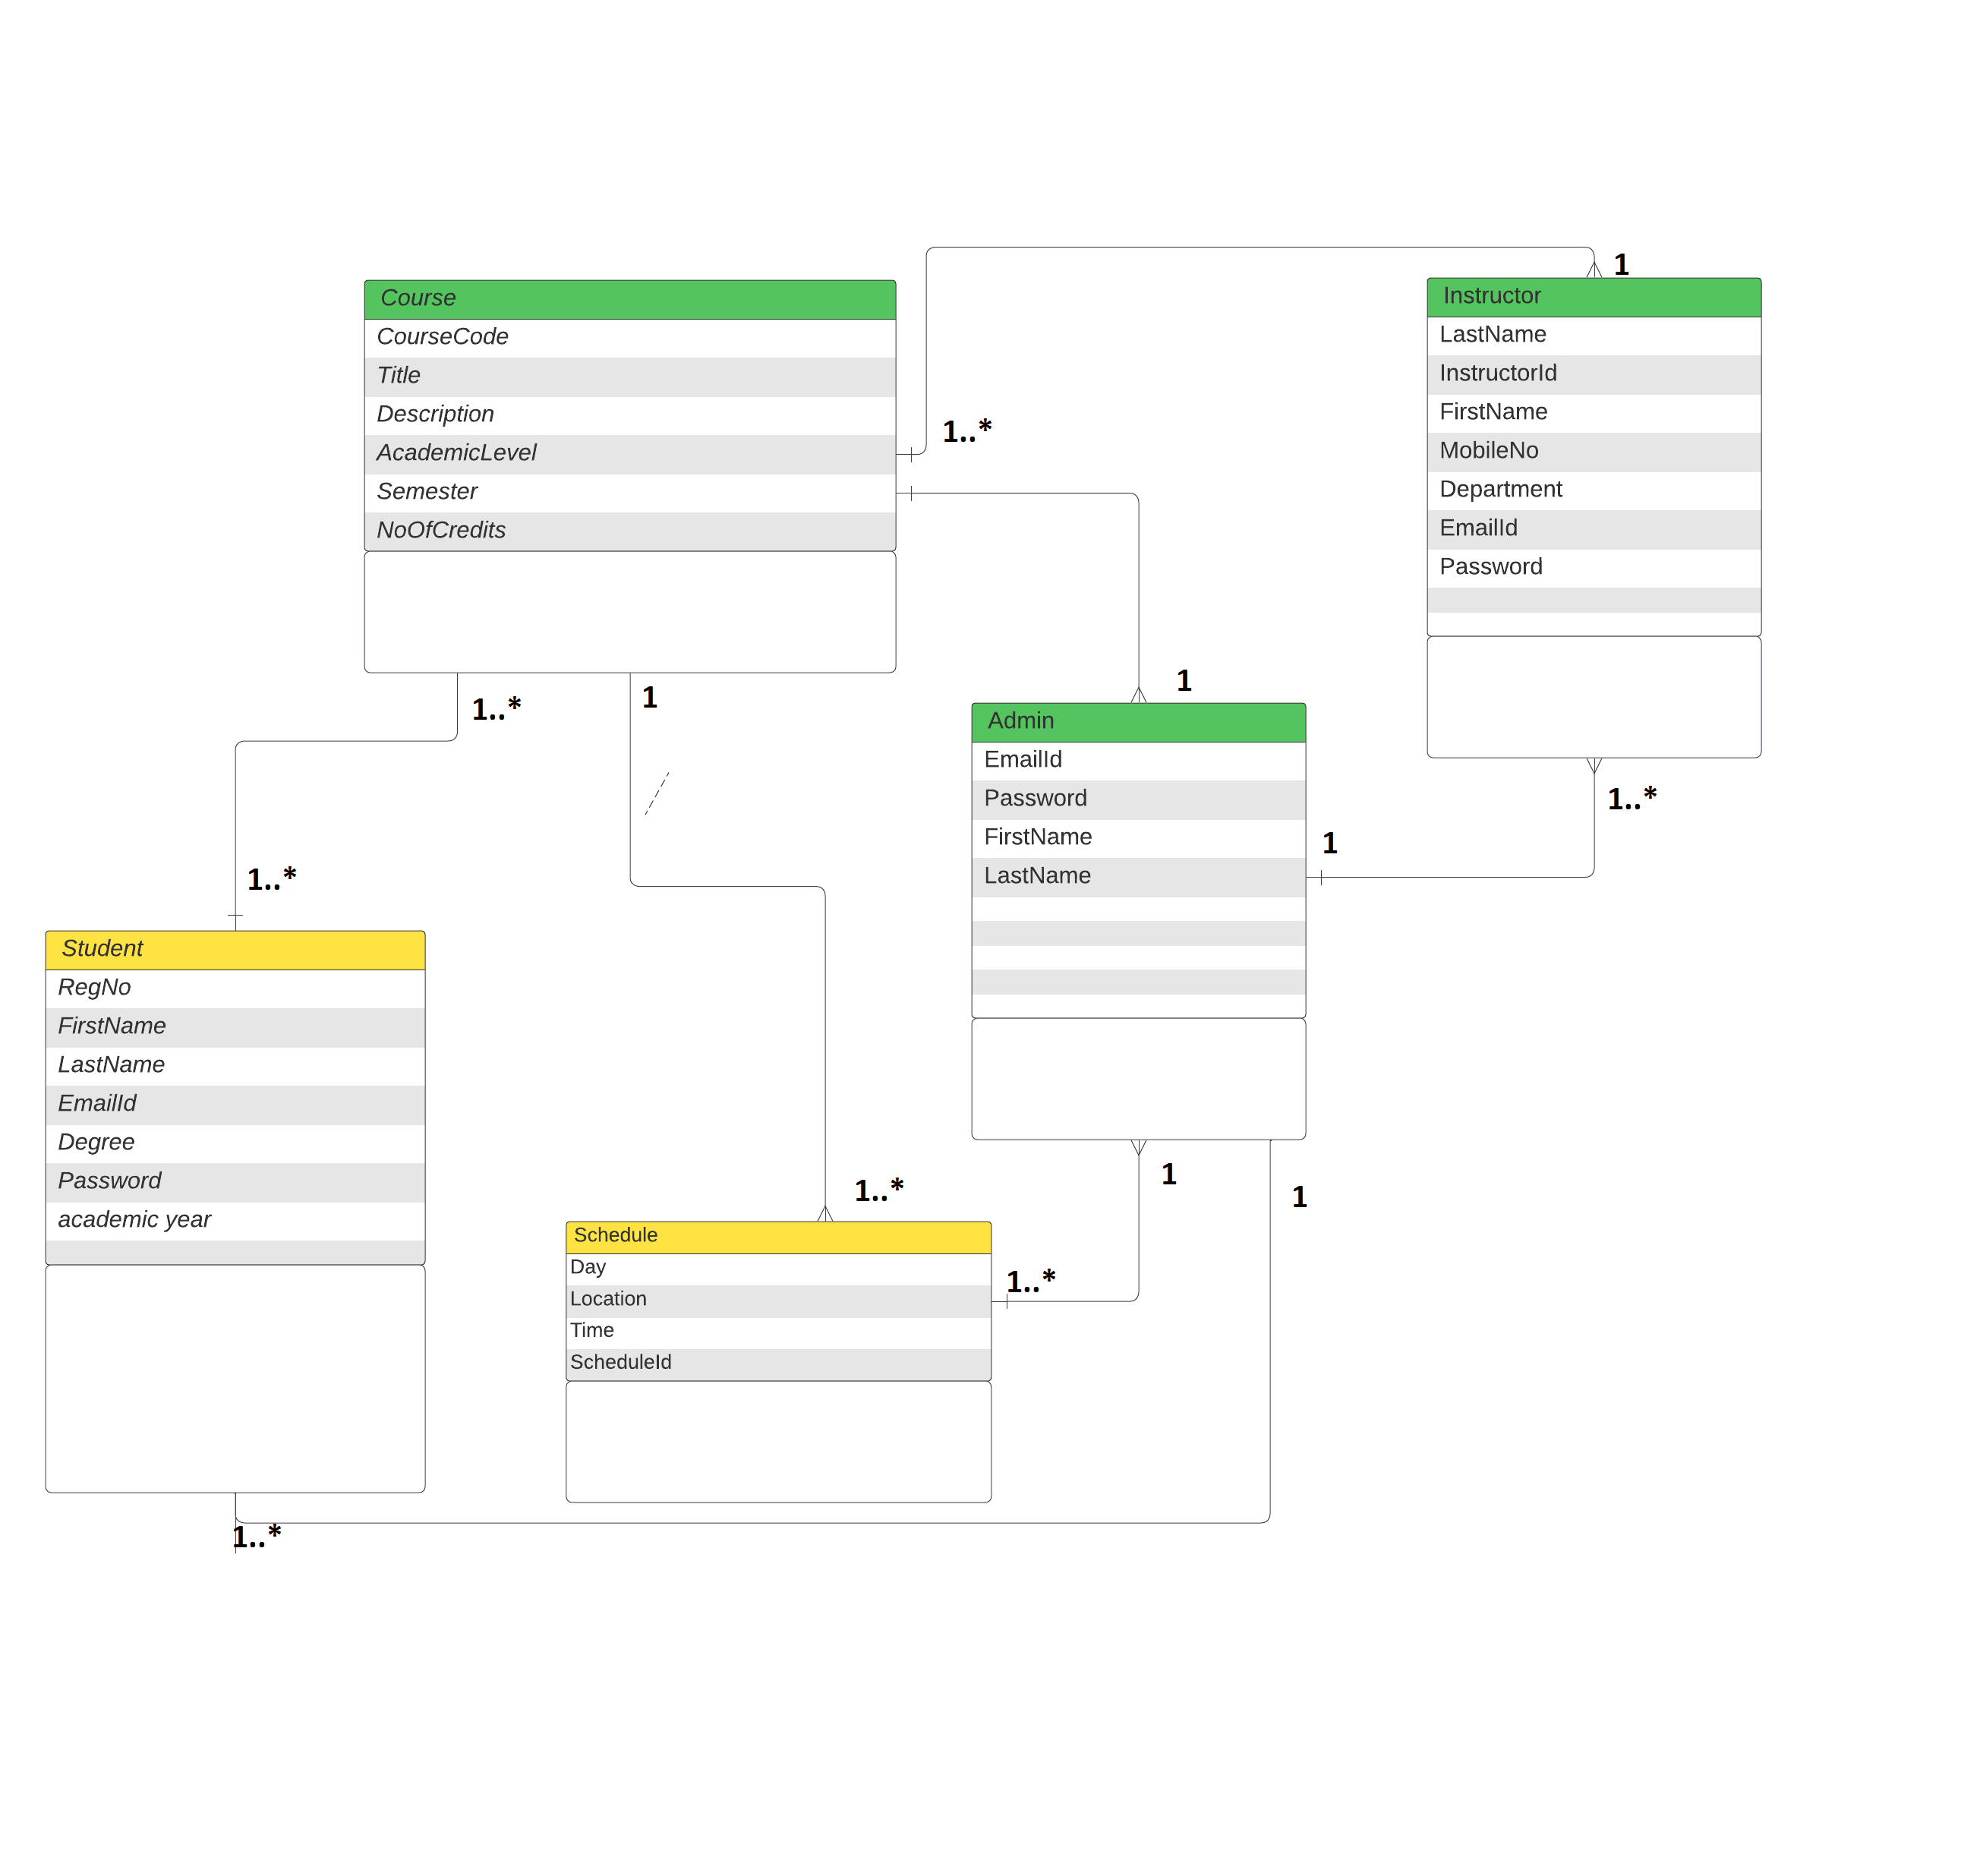 1
Course
CourseCode
Title
Description
AcademicLevel
Semester
NoOfCredits
1..*
Instructor
LastName
InstructorId
FirstName
MobileNo
Department
EmailId
Password
1..*
1
1..*
1
Admin
EmailId
Password
FirstName
LastName
1
1..*
Student
RegNo
FirstName
LastName
EmailId
Degree
Password
academic year
1..*
Schedule
Day
Location
Time
ScheduleId
1..*
1
1
1..*